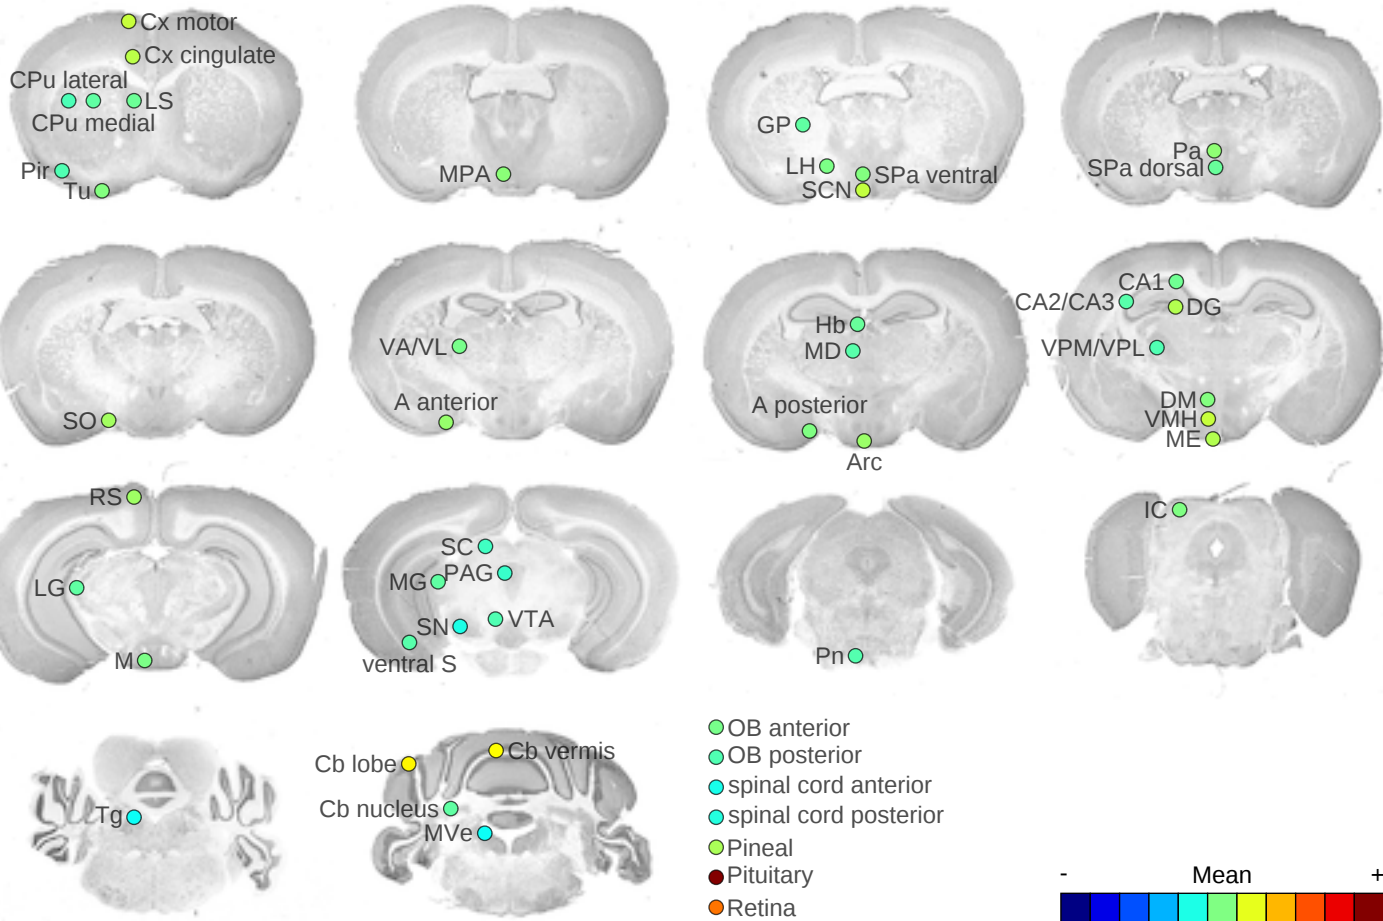 Cx motor
Cx cingulate
CPu lateral
LS
CPu medial
Pir
Tu
MPA
GP
LH
SPa ventral
SCN
Pa
SPa dorsal
SO
VA/VL
A anterior
Hb
MD
A posterior
Arc
CA1
CA2/CA3
DG
VPM/VPL
DM
VMH
ME
RS
LG
M
SC
PAG
MG
SN
VTA
ventral S
Pn
IC
Tg
Cb lobe
Cb vermis
Cb nucleus
MVe
OB anterior
OB posterior
spinal cord anterior
spinal cord posterior
Pineal
Pituitary
Retina
- Mean +